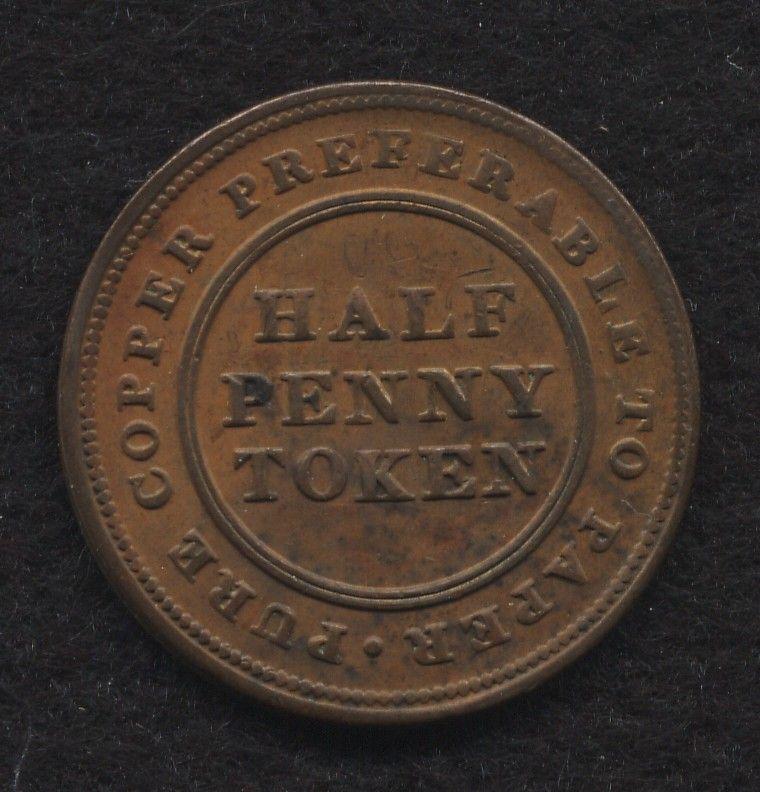 PURE COPPER PREFERABLE TO PAPER •
HALF
PENNY
TOKEN